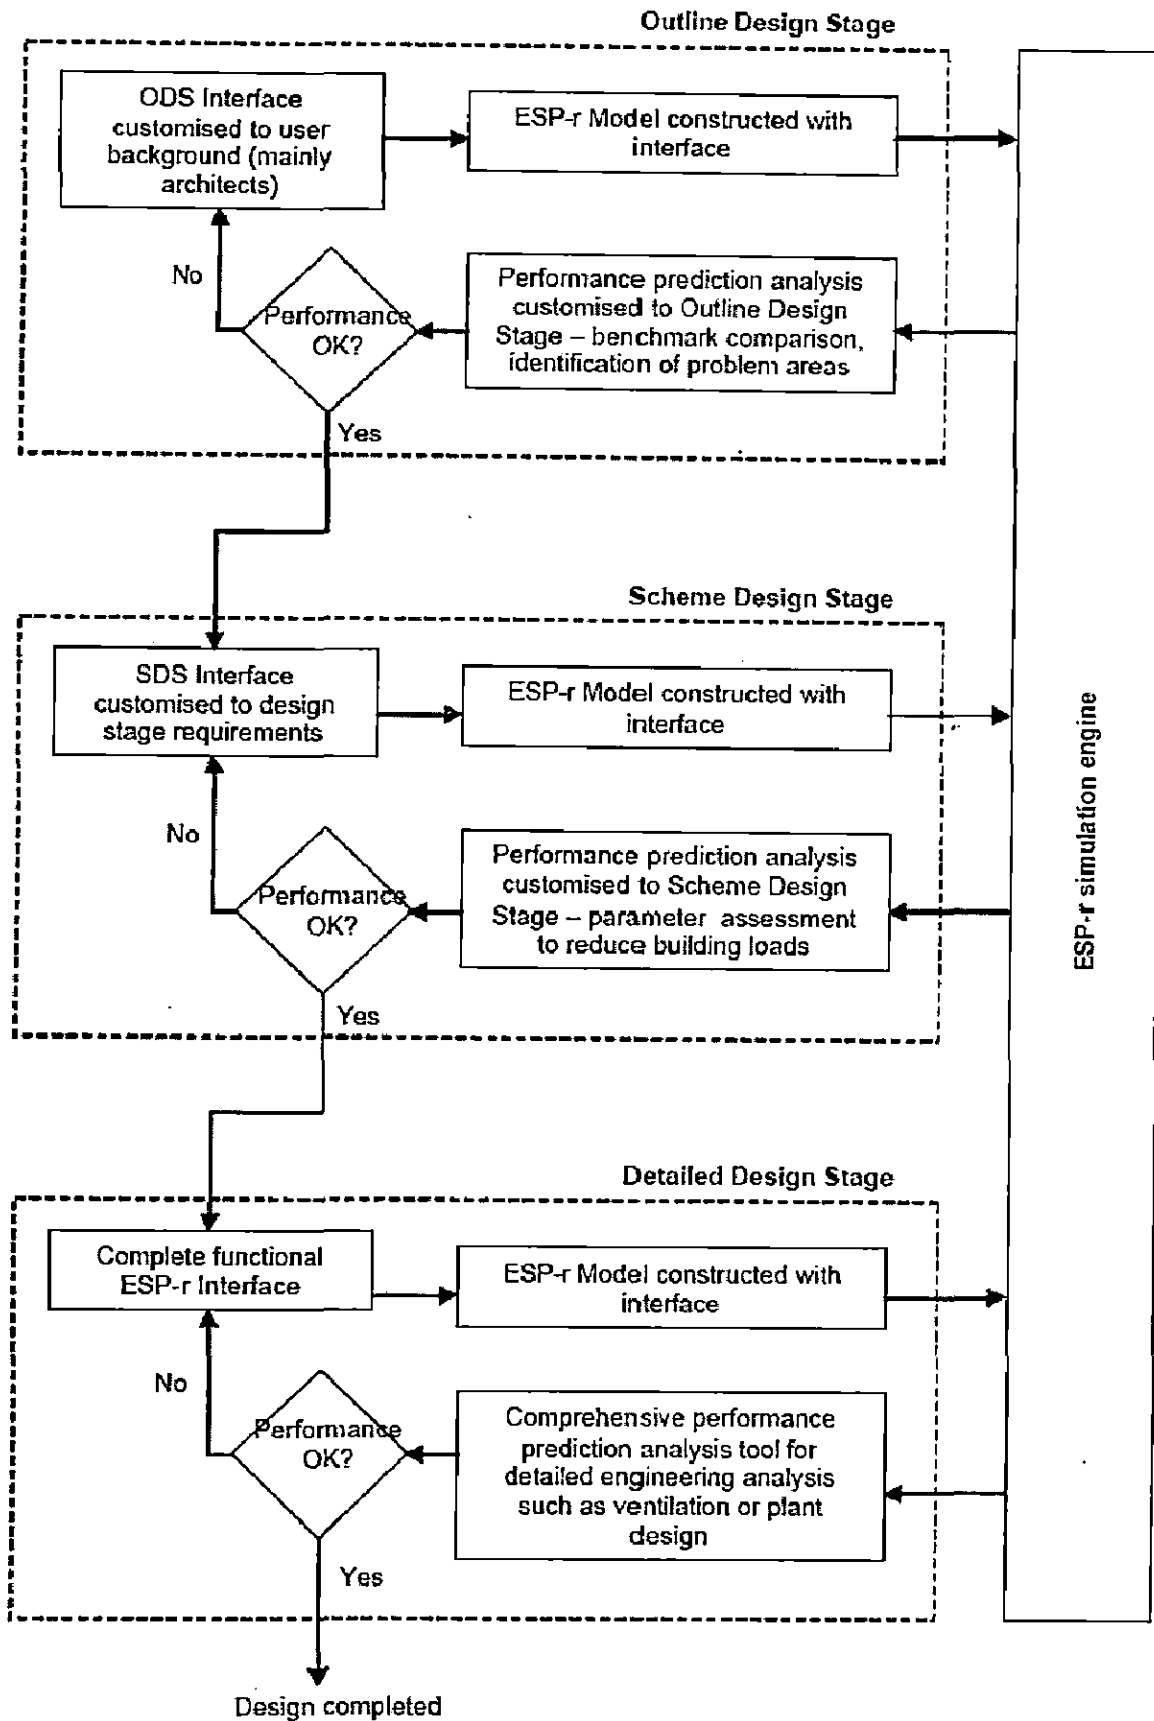 Outline Design Stage
ODS Interface
customised to user
background (mainly
architects)
ESP-r Model constructed with
interface
No
Performance
OK?
Performance prediction analysis
customised to Outline Design
Stage – benchmark comparison,
identification of problem areas
Yes
Scheme Design Stage
SDS Interface
customised to design
stage requirements
ESP-r Model constructed with
interface
No
Performance
OK?
Performance prediction analysis
customised to Scheme Design
Stage – parameter assessment
to reduce building loads
Yes
Detailed Design Stage
Complete functional
ESP-r Interface
ESP-r Model constructed with
interface
No
Performance
OK?
Comprehensive performance
prediction analysis tool for
detailed engineering analysis
such as ventilation or plant
design
Yes
Design completed
ESP-r simulation engine